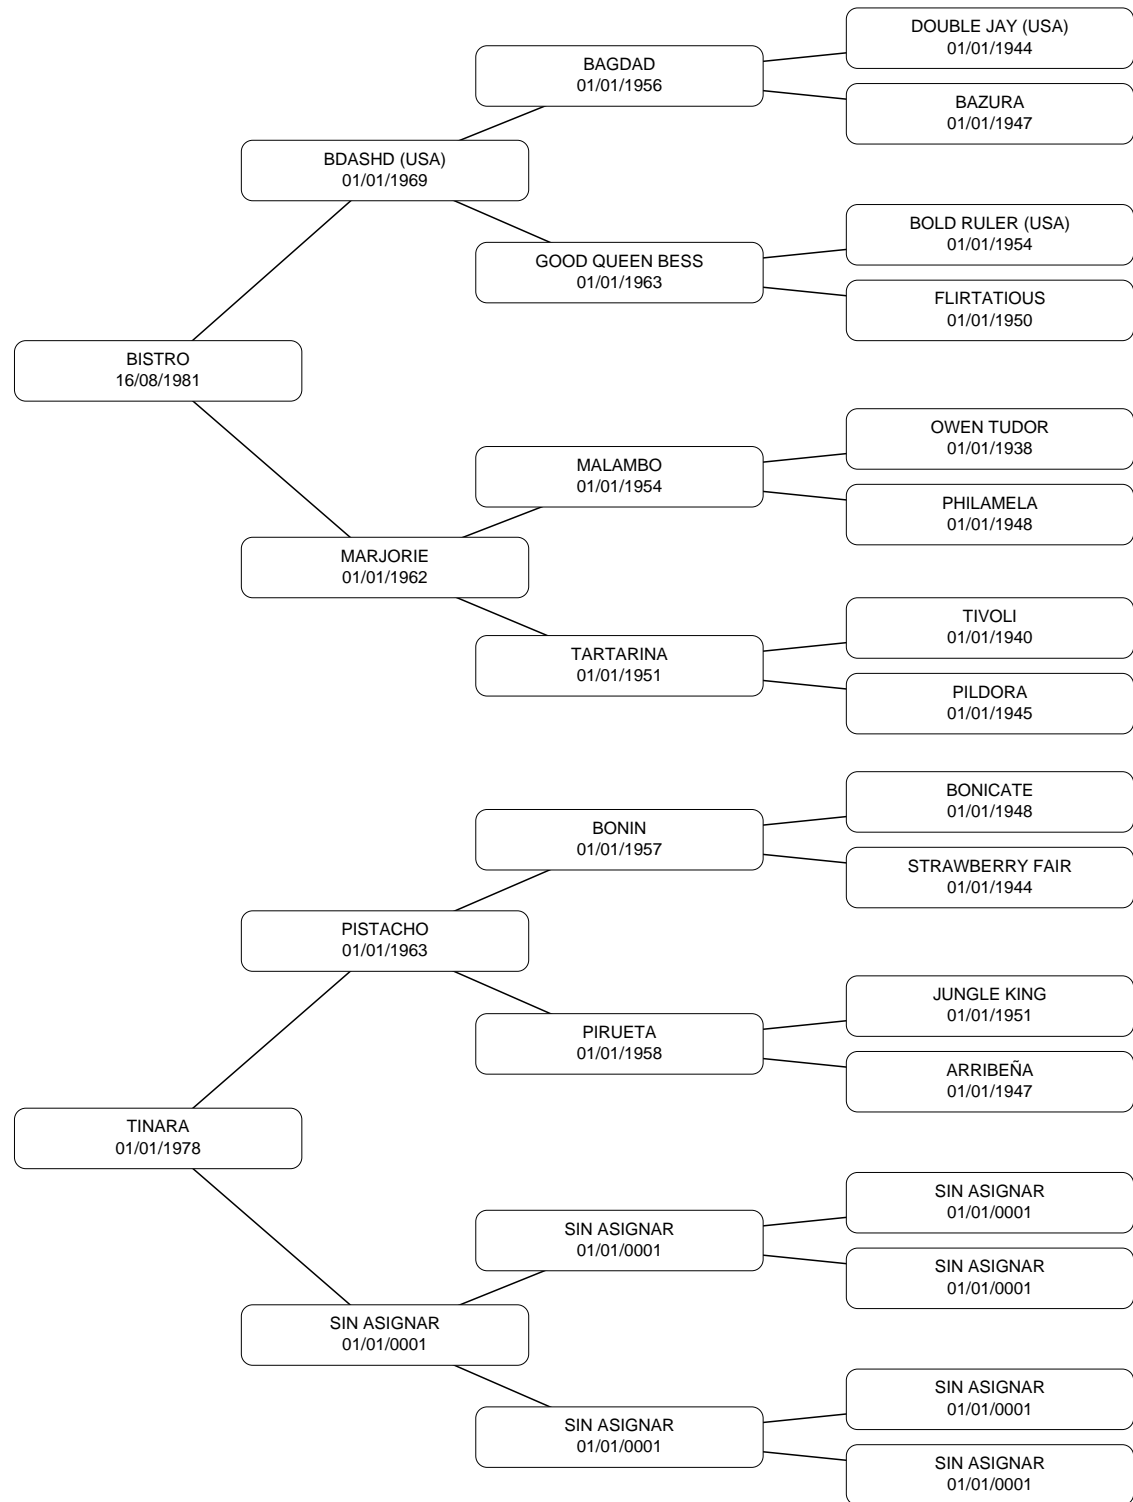 DOUBLE JAY (USA)
01/01/1944
BAGDAD
01/01/1956
BAZURA
01/01/1947
BDASHD (USA)
01/01/1969
BOLD RULER (USA)
01/01/1954
GOOD QUEEN BESS
01/01/1963
FLIRTATIOUS
01/01/1950
BISTRO
16/08/1981
OWEN TUDOR
01/01/1938
MALAMBO
01/01/1954
PHILAMELA
01/01/1948
MARJORIE
01/01/1962
TIVOLI
01/01/1940
TARTARINA
01/01/1951
PILDORA
01/01/1945
BONICATE
01/01/1948
BONIN
01/01/1957
STRAWBERRY FAIR
01/01/1944
PISTACHO
01/01/1963
JUNGLE KING
01/01/1951
PIRUETA
01/01/1958
ARRIBEÑA
01/01/1947
TINARA
01/01/1978
SIN ASIGNAR
01/01/0001
SIN ASIGNAR
01/01/0001
SIN ASIGNAR
01/01/0001
SIN ASIGNAR
01/01/0001
SIN ASIGNAR
01/01/0001
SIN ASIGNAR
01/01/0001
SIN ASIGNAR
01/01/0001